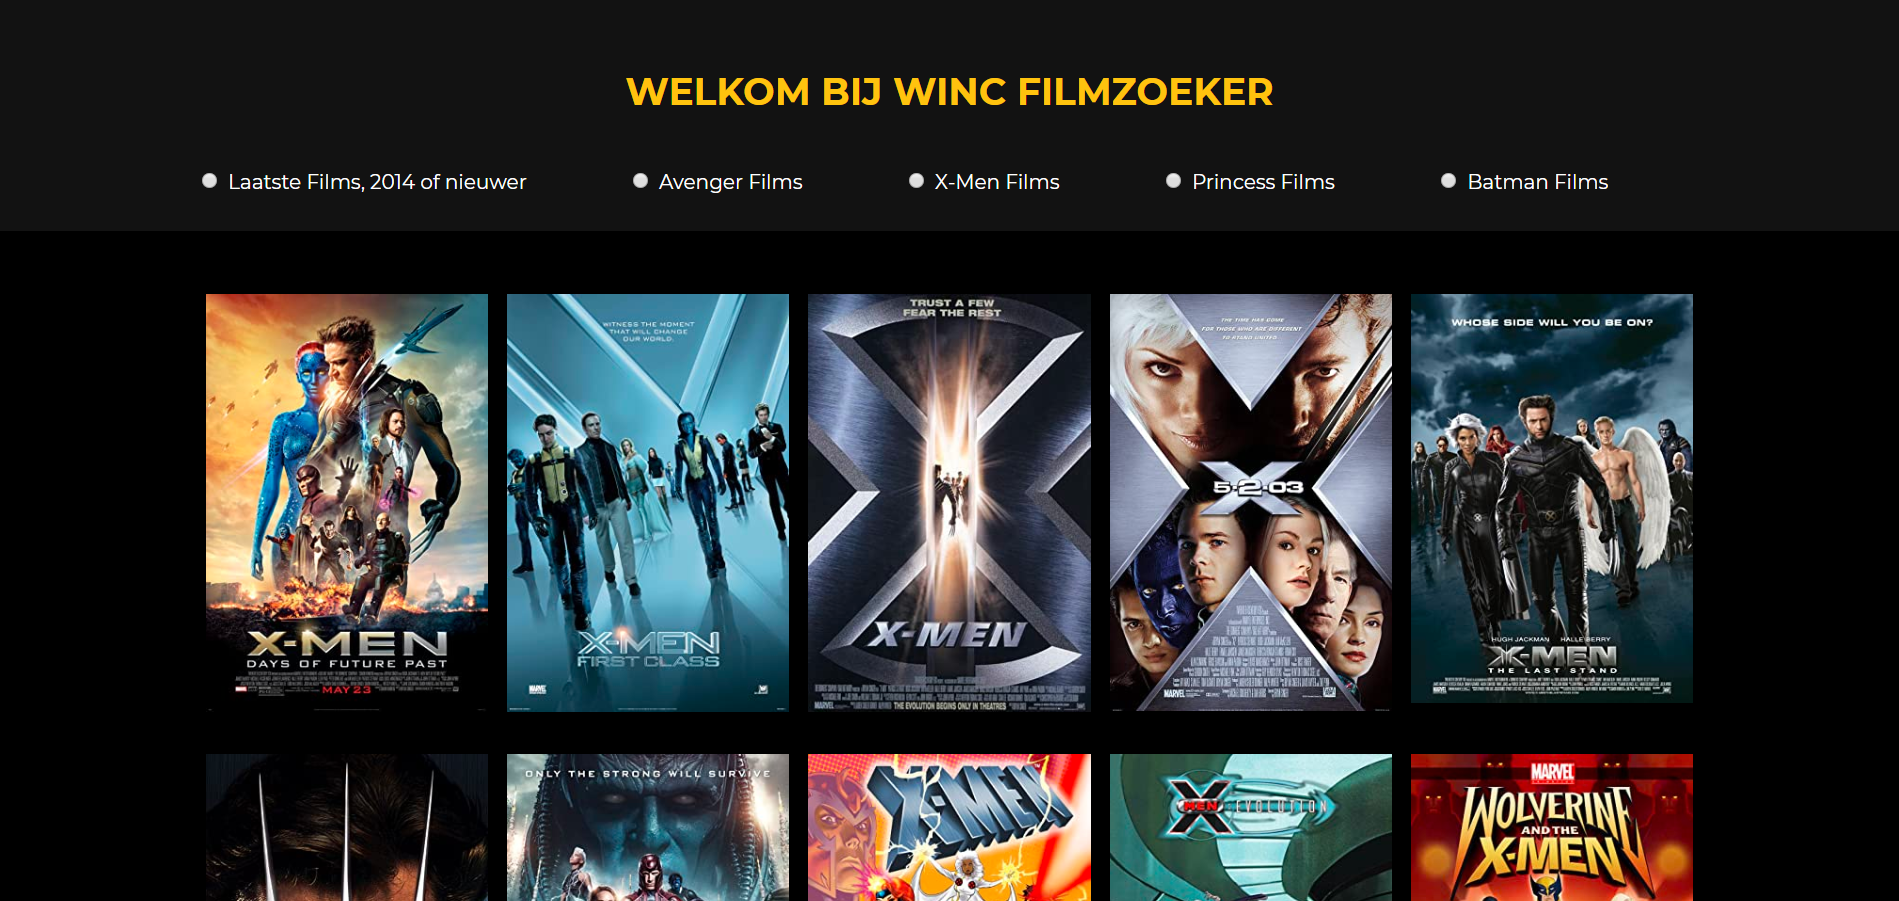 WELKOM BIJ WINC FILMZOEKER
Laatste Films, 2014 of nieuwer
Avenger Films
X-Men Films
Princess Films
Batman Films
X-MEN
DAYS OF FUTURE PAST
MAY 23
WITNESS THE MOMENT
THAT WILL CHANGE
OUR WORLD.
X-MEN
FIRST CLASS
MARVEL
TRUST A FEW
FEAR THE REST
X-MEN
MARVEL
THE EVOLUTION BEGINS ONLY IN THEATRES
THE TIME HAS COME
FOR THOSE WHO ARE DIFFERENT
TO STAND UNITED
5·2·03
MARVEL
WHOSE SIDE WILL YOU BE ON?
HUGH JACKMAN HALLE BERRY
X-MEN
THE LAST STAND
MARVEL
ONLY THE STRONG WILL SURVIVE
X-MEN
X MEN EVOLUTION
MARVEL
WOLVERINE
AND THE
X-MEN